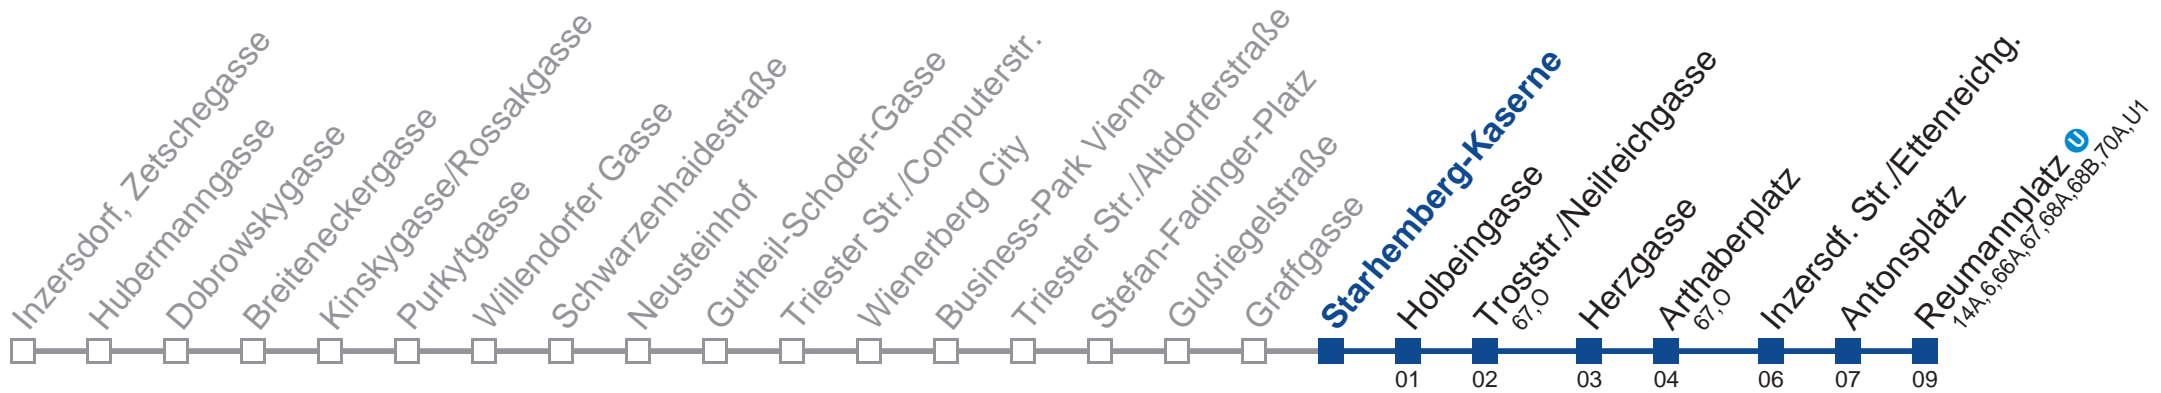 Inzersdorf, Zetschegasse
Hubermanngasse
Dobrowskygasse
Breiteneckergasse
Kinskygasse/Rossakgasse
Purkytgasse
Willendorfer Gasse
Schwarzenhaidestraße
Neusteinhof
Gutheil-Schoder-Gasse
Triester Str./Computerstr.
Wienerberg City
Business-Park Vienna
Triester Str./Altdorferstraße
Stefan-Fadinger-Platz
Gußriegelstraße
Graffgasse
Starhemberg-Kaserne
Holbeingasse
Troststr./Neilreichgasse
67,O
Herzgasse
Arthaberplatz
67,O
Inzersdf. Str./Ettenreichg.
Antonsplatz
Reumannplatz U
14A,6,66A,67,68A,68B,70A,U1
01 02 03 04 06 07 09